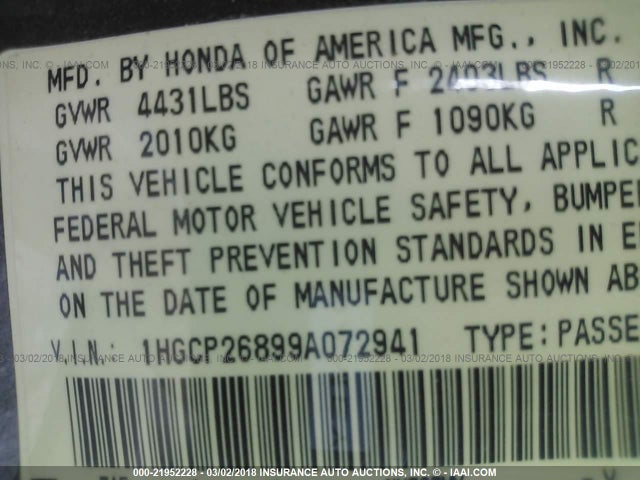 MFD. BY HONDA OF AMERICA MFG., INC.
GVWR 4431LBS GAWR F 2403LBS R
GVWR 2010KG GAWR F 1090KG R
THIS VEHICLE CONFORMS TO ALL APPLIC
FEDERAL MOTOR VEHICLE SAFETY, BUMPE
AND THEFT PREVENTION STANDARDS IN E
ON THE DATE OF MANUFACTURE SHOWN AB
V.I.N.: 1HGCP26899A072941 TYPE:PASSE
000-21952228 - 03/02/2018 INSURANCE AUTO AUCTIONS. © - IAAI.COM